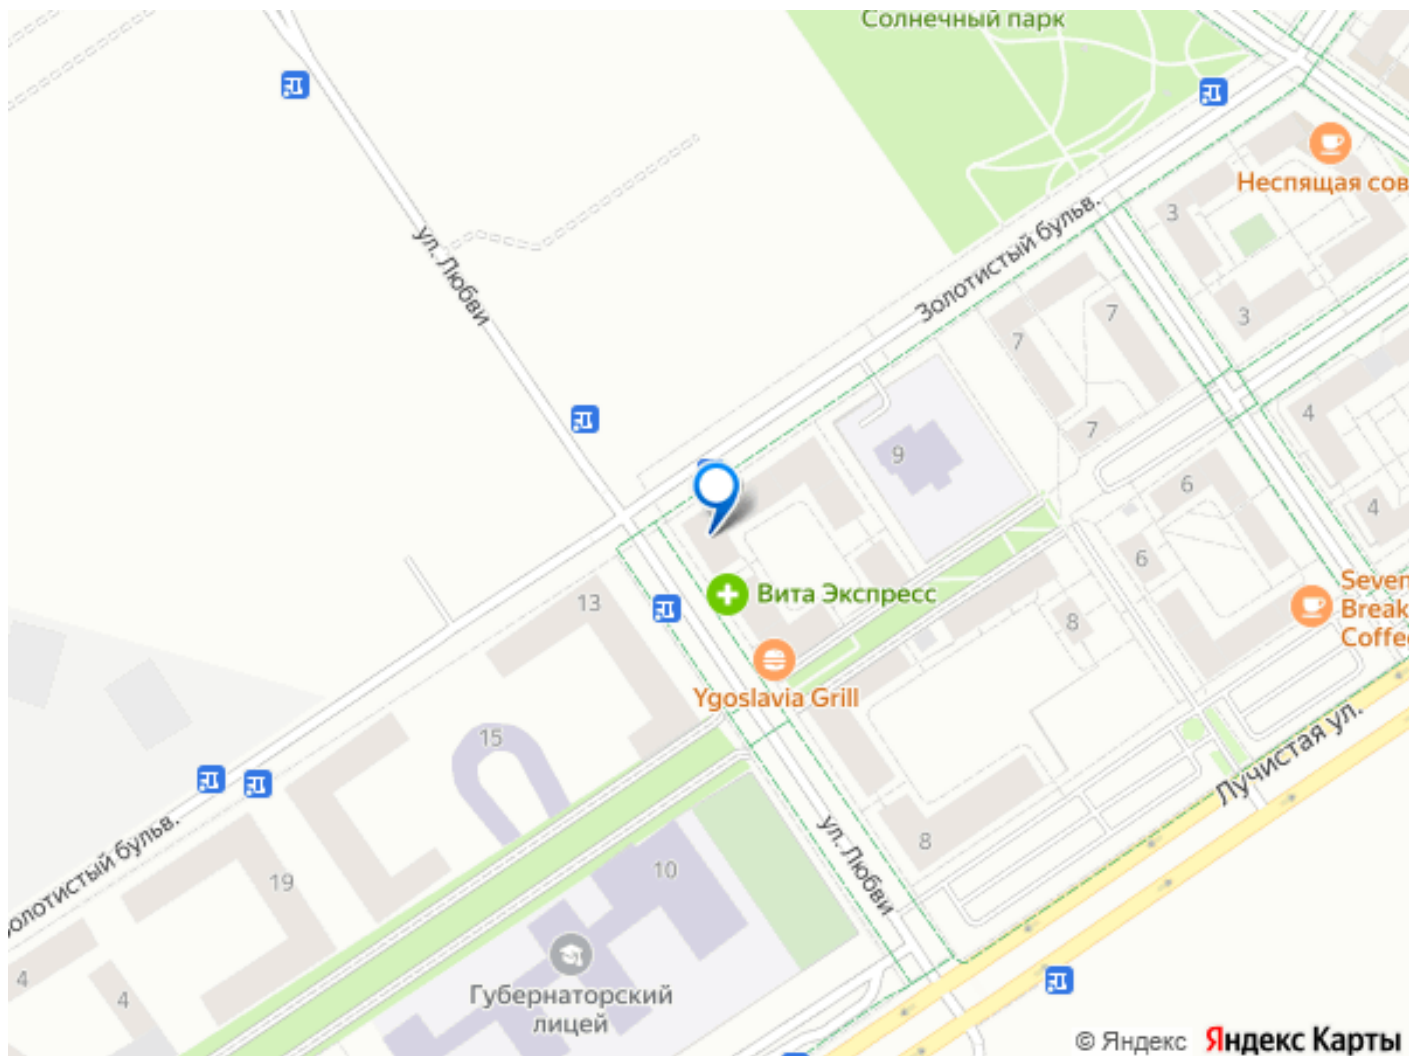 Солнечный парк
Неспящая сов
3
Золотистый бульв.
ул. Любви
7
7
3
4
7
9
6
4
6
Вита Экспресс
13
8
Seven
Break
Coffe
Ygoslavia Grill
15
Лучистая ул.
8
ул. Любви
10
19
олотистый бульв.
4
4
Губернаторский
лицей
© Яндекс Яндекс Карты